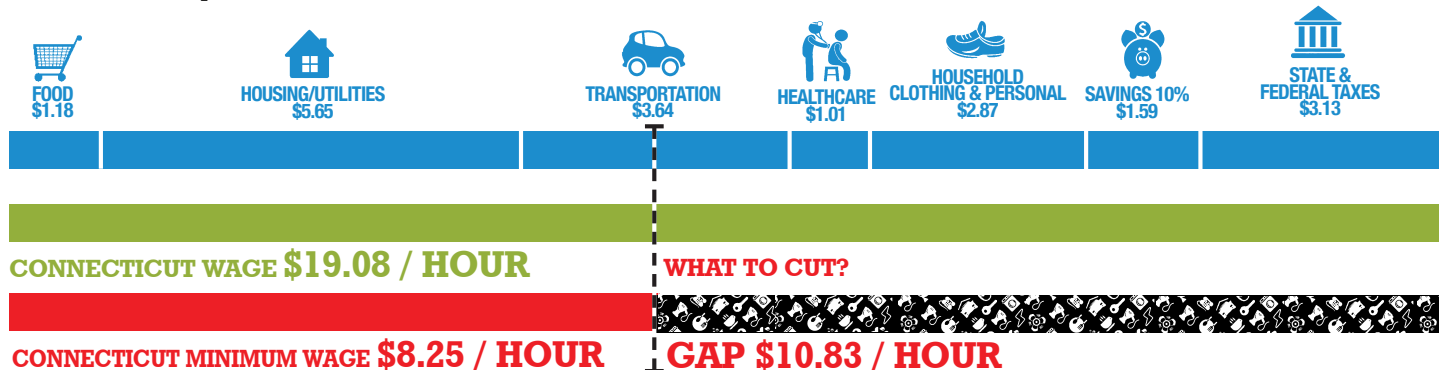 FOOD
$1.18
HOUSING/UTILITIES
$5.65
TRANSPORTATION
$3.64
HEALTHCARE
$1.01
HOUSEHOLD
CLOTHING & PERSONAL
$2.87
SAVINGS 10%
$1.59
STATE &
FEDERAL TAXES
$3.13
CONNECTICUT WAGE $19.08 / HOUR
WHAT TO CUT?
CONNECTICUT MINIMUM WAGE $8.25 / HOUR
GAP $10.83 / HOUR